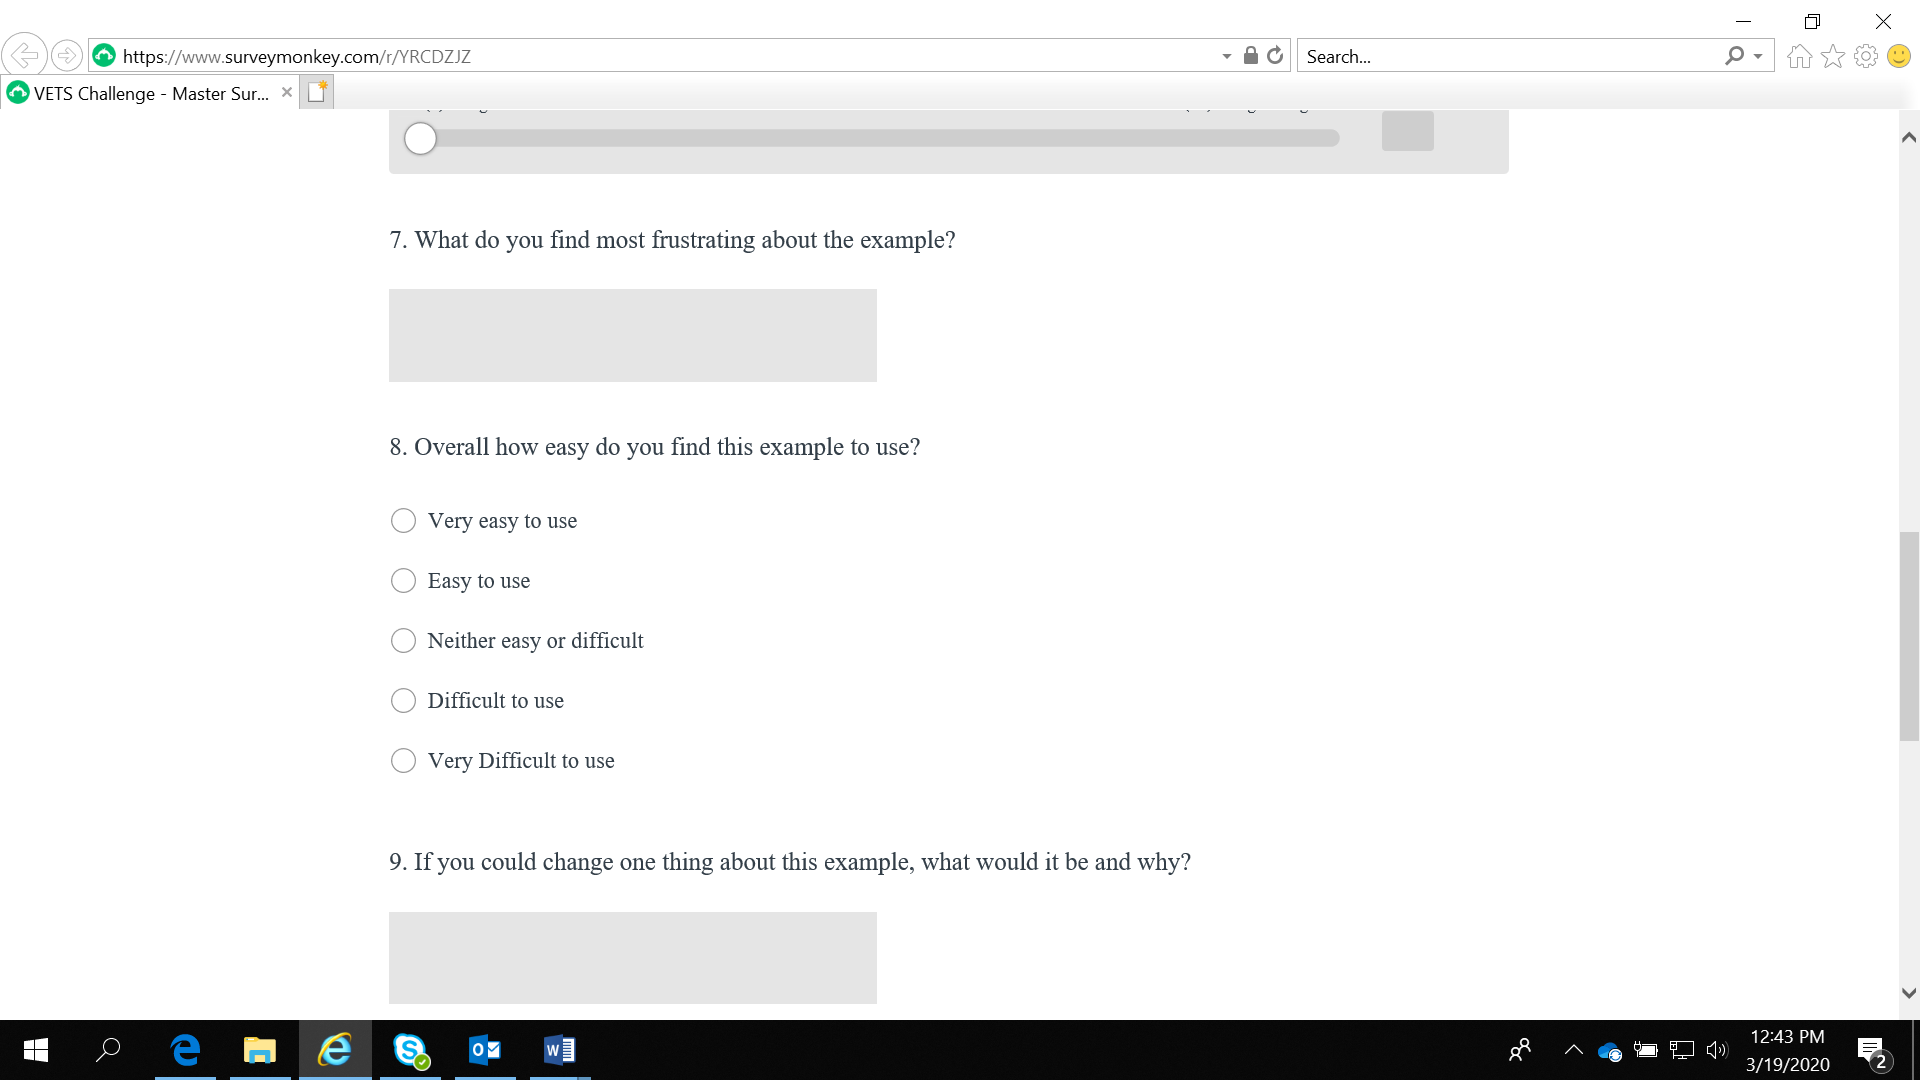 https://www.surveymonkey.com/r/YRCDZJZ
Search...
VETS Challenge - Master Sur...
7. What do you find most frustrating about the example?
8. Overall how easy do you find this example to use?
Very easy to use
Easy to use
Neither easy or difficult
Difficult to use
Very Difficult to use
9. If you could change one thing about this example, what would it be and why?
12:43 PM
3/19/2020
2